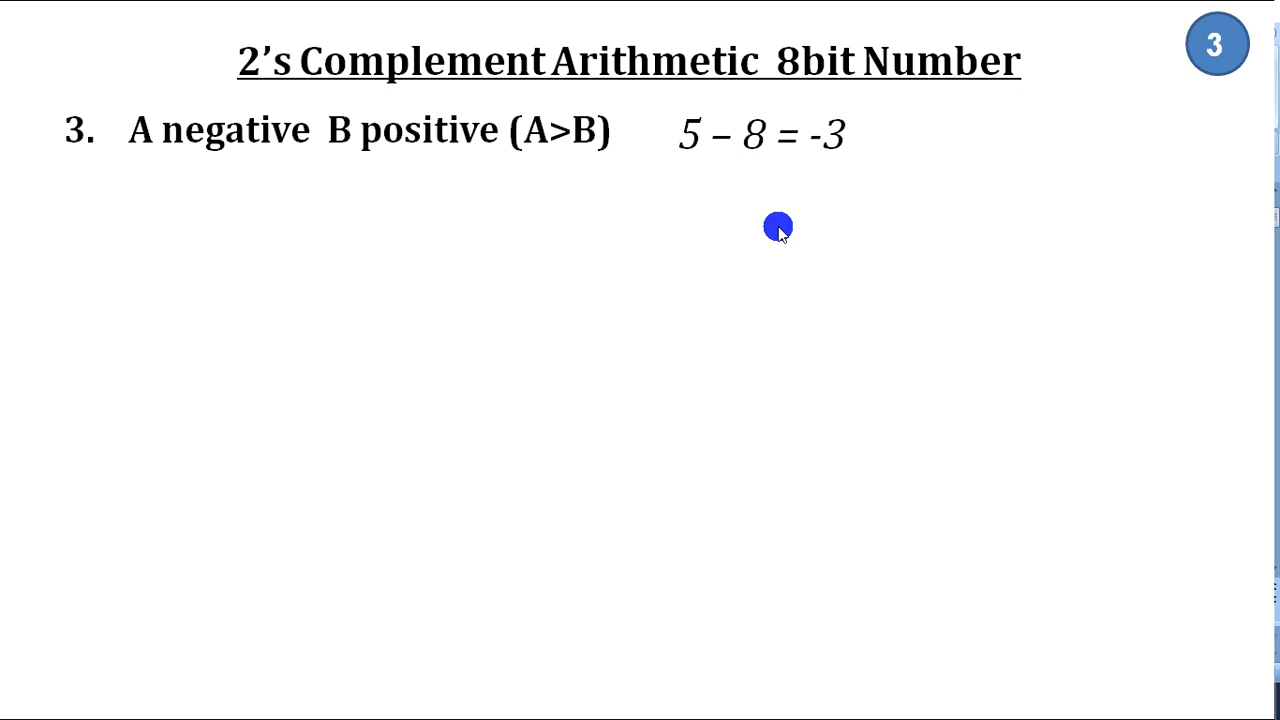 3
2’s Complement Arithmetic 8bit Number
3. A negative B positive (A>B) 5 – 8 = -3